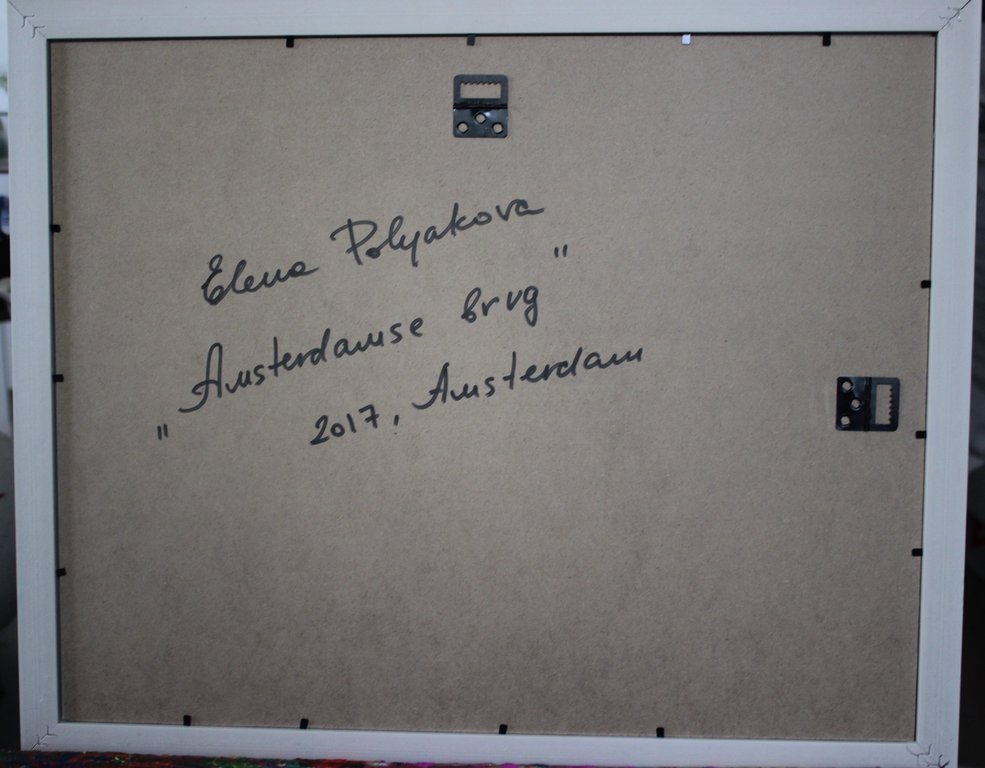 Elena Polyakova
"Amsterdamse brug"
2017, Amsterdam